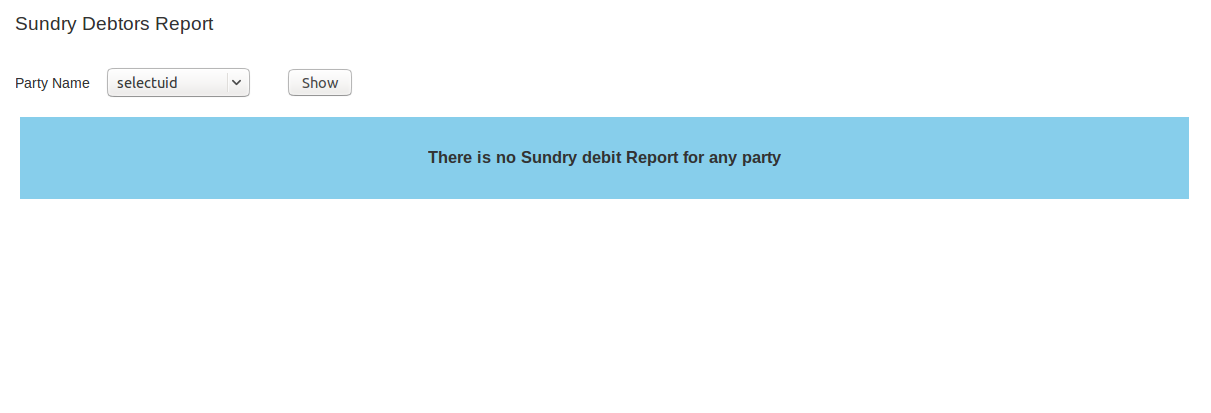 Sundry Debtors Report
Party Name selectuid Show
There is no Sundry debit Report for any party